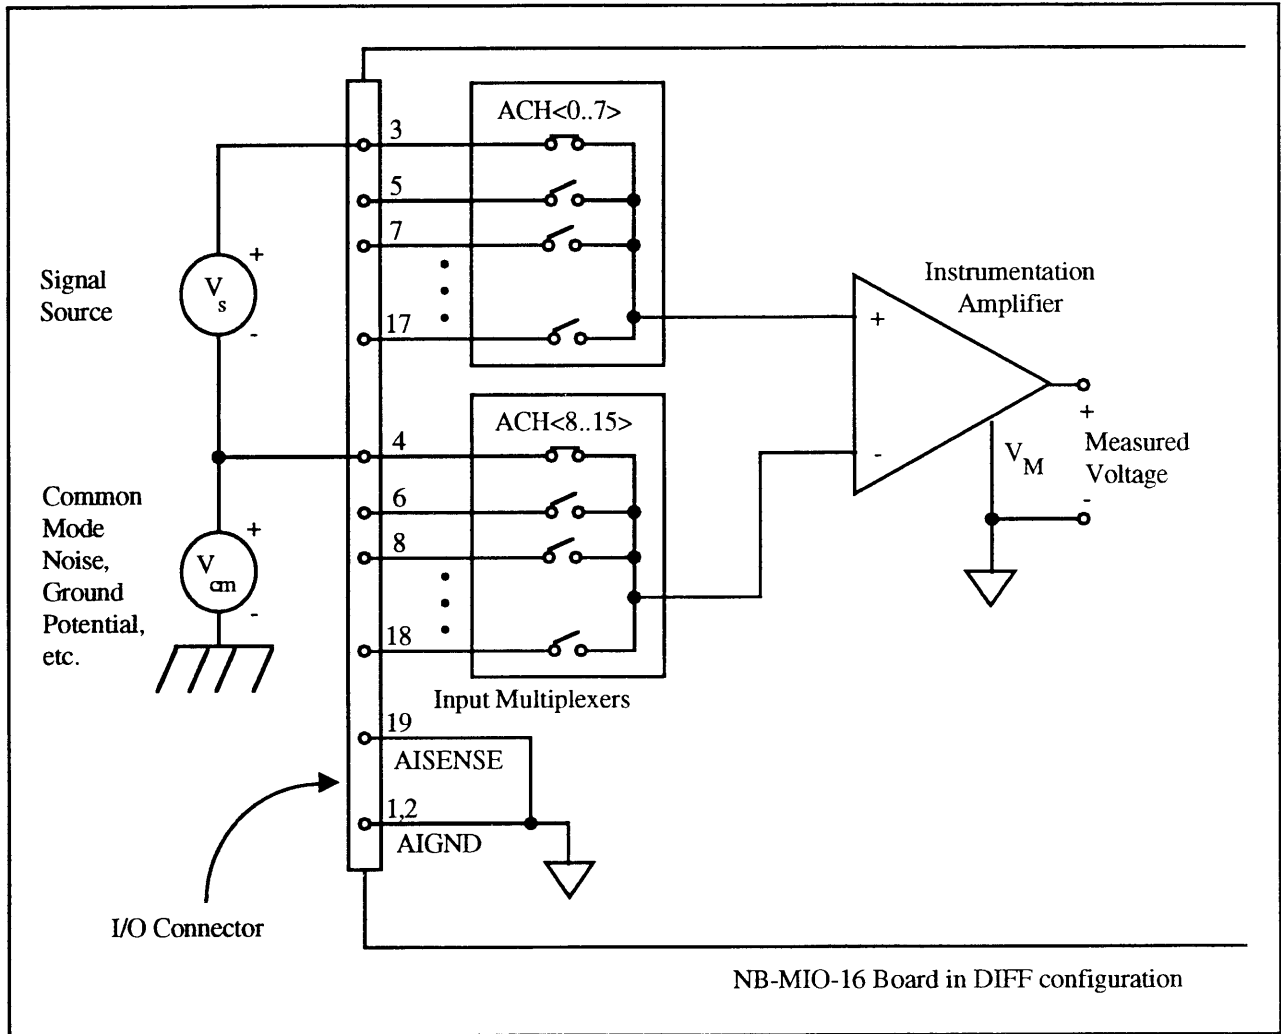 ACH<0..7>
3
5
7
17
+
V
s
-
Signal
Source
Instrumentation
Amplifier
+
-
+
V
M
Measured
Voltage
-
ACH<8..15>
4
6
8
18
Input Multiplexers
Common
Mode
Noise,
Ground
Potential,
etc.
+
V
cm
-
19
AISENSE
1,2
AIGND
I/O Connector
NB-MIO-16 Board in DIFF configuration